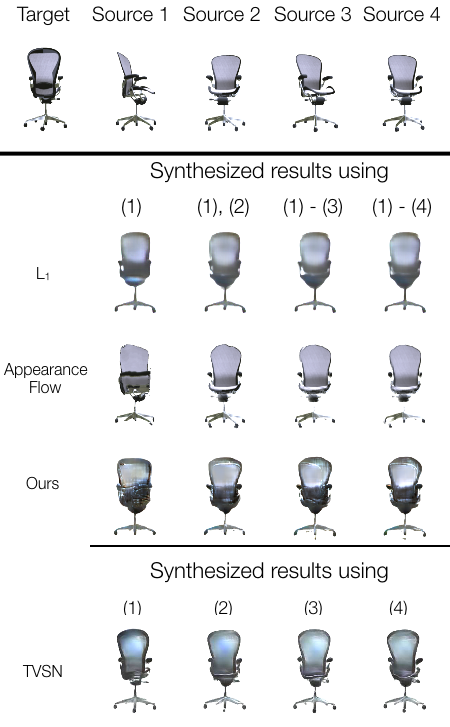 Target Source 1 Source 2 Source 3 Source 4
Synthesized results using
(1) (1), (2) (1) - (3) (1) - (4)
L₁
Appearance
Flow
Ours
Synthesized results using
(1) (2) (3) (4)
TVSN